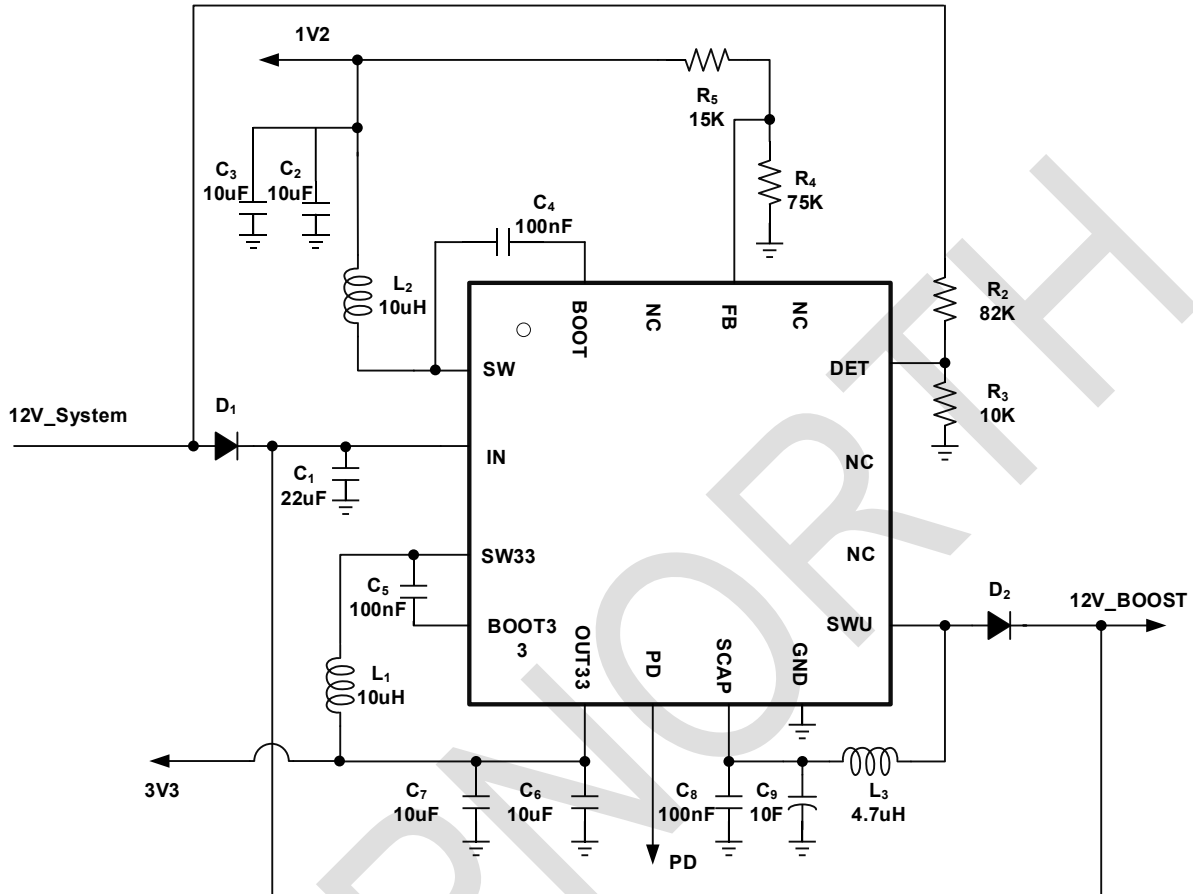 1V2
R5
15K
C3
10uF
C2
10uF
R4
75K
C4
100nF
L2
10uH
BOOT
NC
FB
NC
R2
82K
SW
DET
12V_System
D1
R3
10K
IN
NC
C1
22uF
SW33
NC
C5
100nF
D2
12V_BOOST
BOOT3
3
OUT33
PD
SCAP
GND
SWU
L1
10uH
3V3
C7
10uF
C6
10uF
C8
100nF
C9
10F
L3
4.7uH
PD